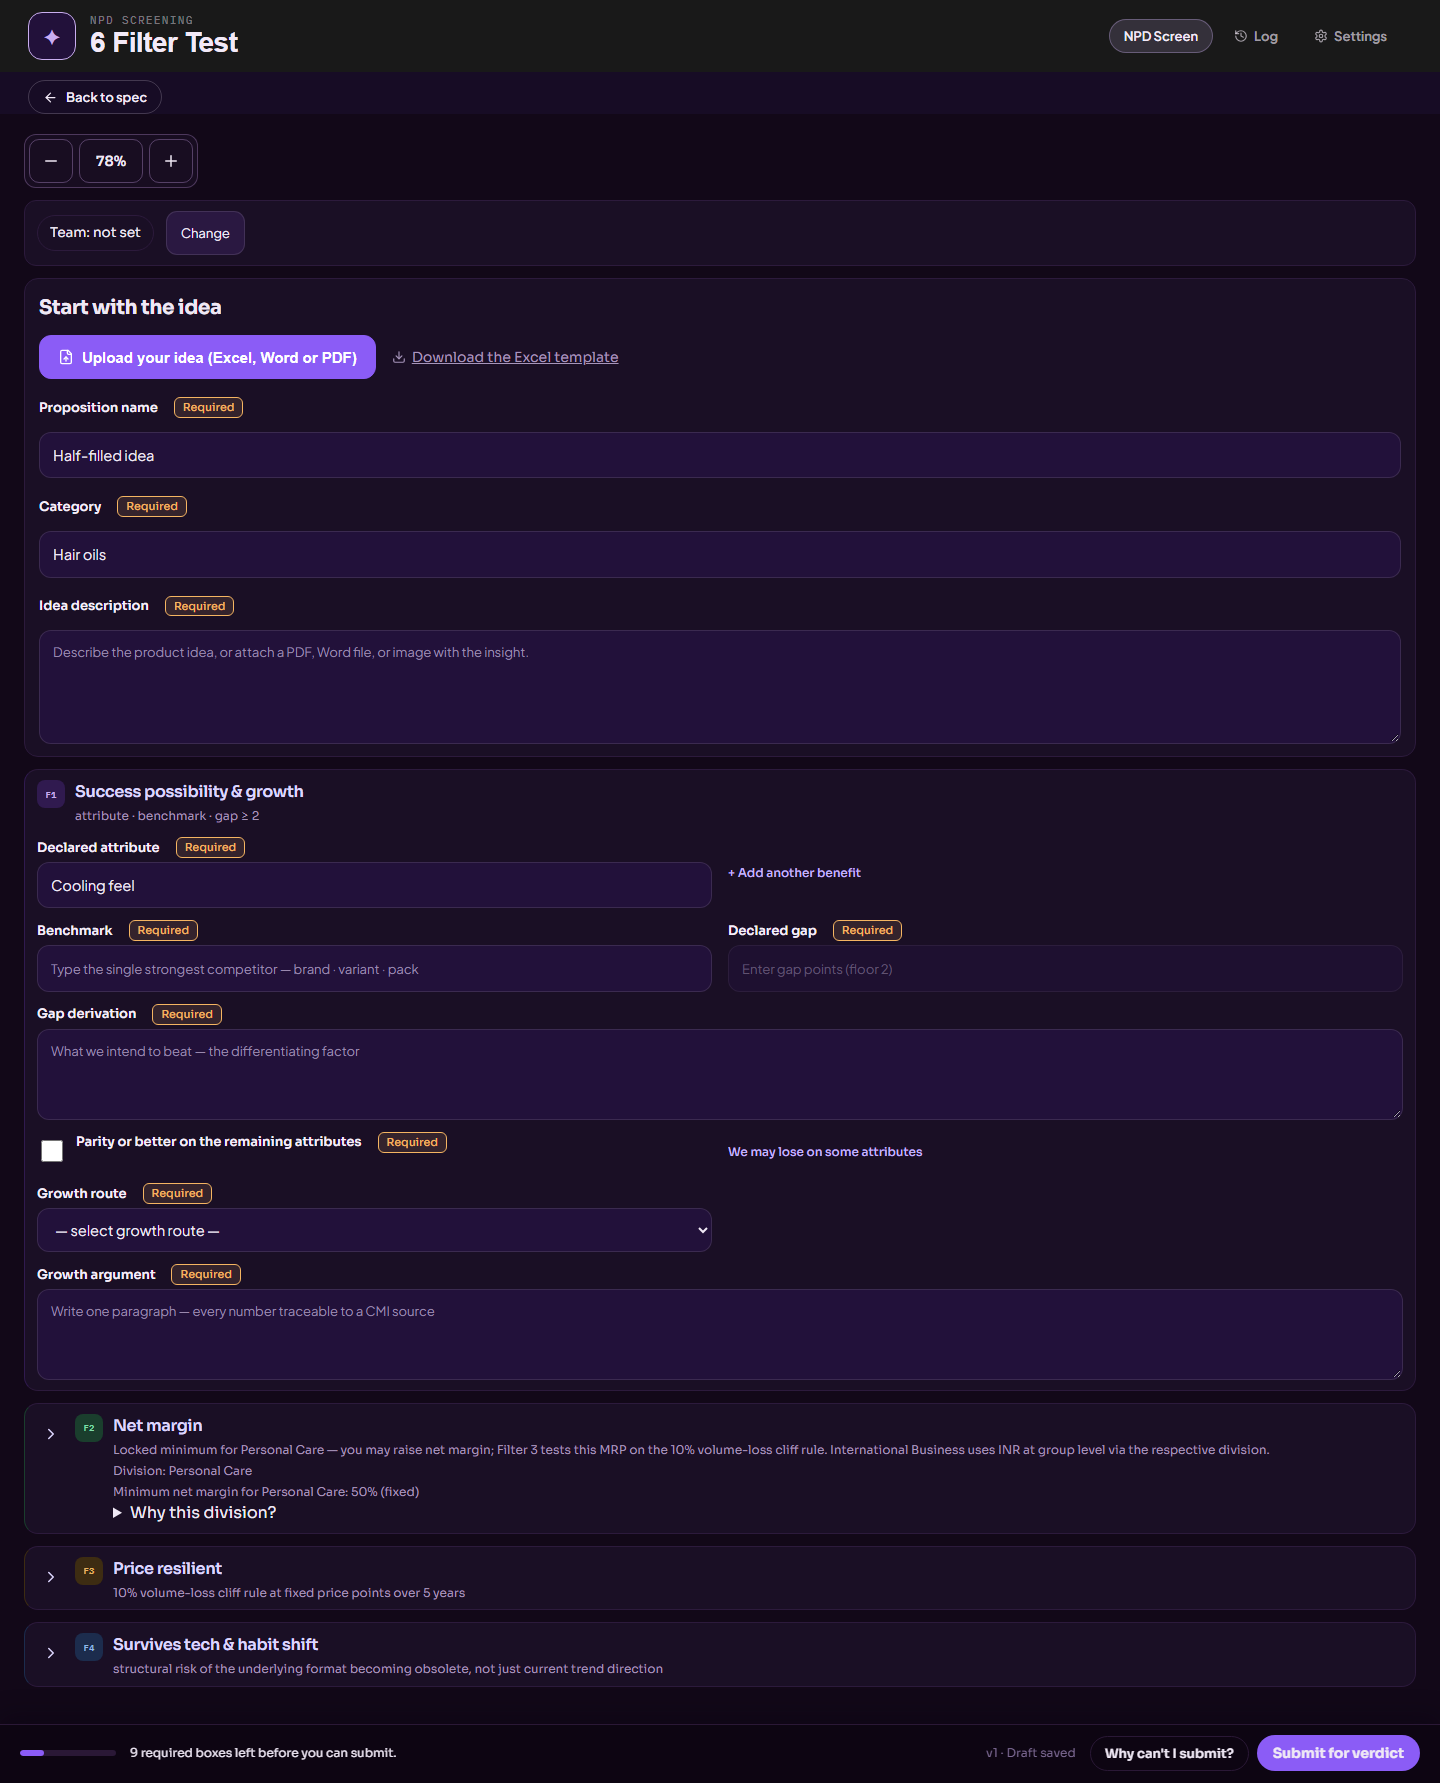 NPD SCREENING
6 Filter Test
NPD Screen
Log
Settings
Back to spec
78%
Team: not set
Change
Start with the idea
Upload your idea (Excel, Word or PDF)
Download the Excel template
Proposition name Required
Half-filled idea
Category Required
Hair oils
Idea description Required
Describe the product idea, or attach a PDF, Word file, or image with the insight.
F1
Success possibility & growth
attribute · benchmark · gap ≥ 2
Declared attribute Required
Cooling feel
+ Add another benefit
Benchmark Required
Declared gap Required
Type the single strongest competitor — brand · variant · pack
Enter gap points (floor 2)
Gap derivation Required
What we intend to beat — the differentiating factor
Parity or better on the remaining attributes Required
We may lose on some attributes
Growth route Required
— select growth route —
Growth argument Required
Write one paragraph — every number traceable to a CMI source
F2
Net margin
Locked minimum for Personal Care — you may raise net margin; Filter 3 tests this MRP on the 10% volume-loss cliff rule. International Business uses INR at group level via the respective division.
Division: Personal Care
Minimum net margin for Personal Care: 50% (fixed)
Why this division?
F3
Price resilient
10% volume-loss cliff rule at fixed price points over 5 years
F4
Survives tech & habit shift
structural risk of the underlying format becoming obsolete, not just current trend direction
9 required boxes left before you can submit.
v1 · Draft saved
Why can't I submit?
Submit for verdict